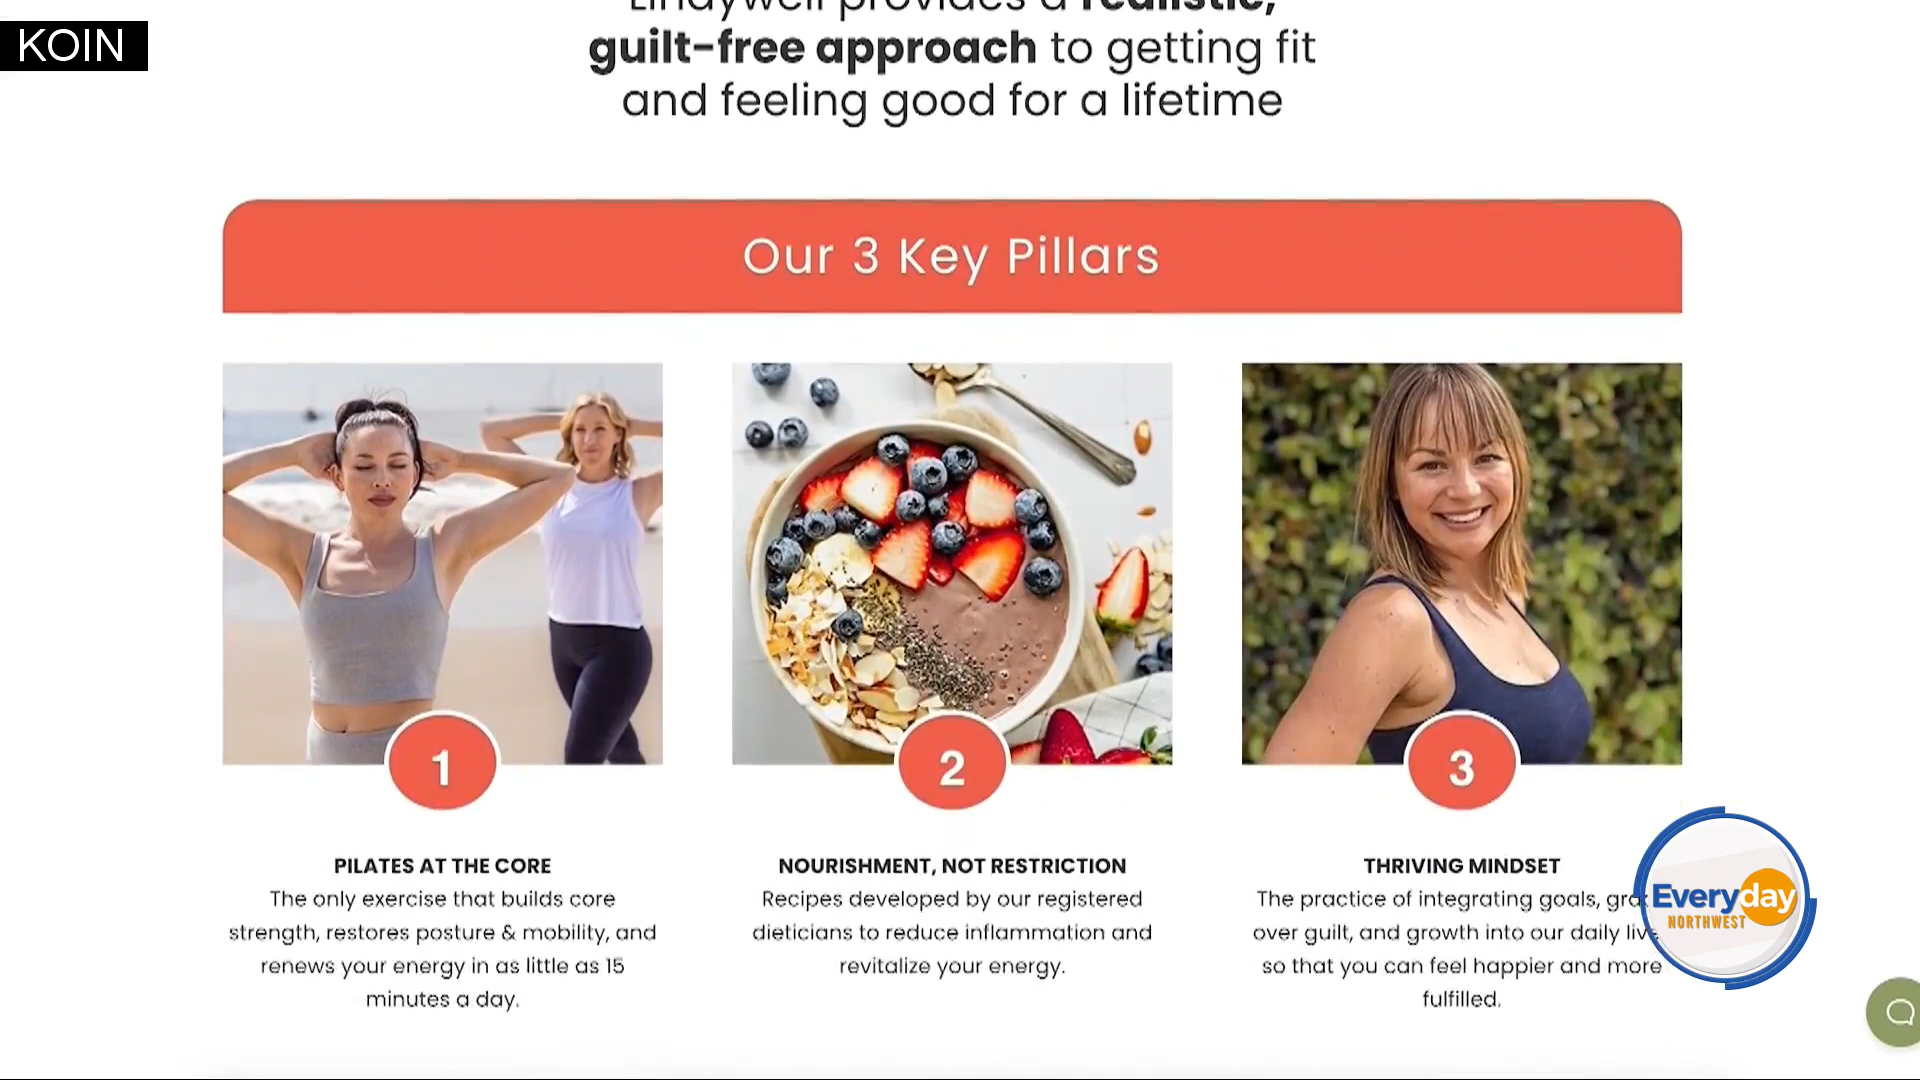 KOIN
Lindywell provides a realistic,
guilt-free approach to getting fit
and feeling good for a lifetime
Our 3 Key Pillars
1
2
3
PILATES AT THE CORE
The only exercise that builds core
strength, restores posture & mobility, and
renews your energy in as little as 15
minutes a day.
NOURISHMENT, NOT RESTRICTION
Recipes developed by our registered
dieticians to reduce inflammation and
revitalize your energy.
THRIVING MINDSET
The practice of integrating goals,
over guilt, and growth into our daily
so that you can feel happier and more
fulfilled.
Everyday
NORTHWEST